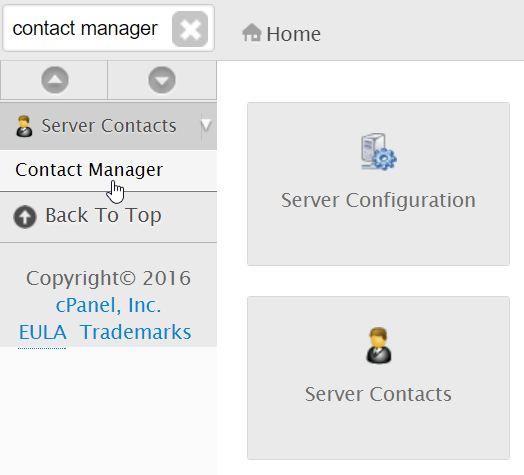 contact manager
Home
Server Contacts
Contact Manager
Back To Top
Copyright© 2016
cPanel, Inc.
EULA Trademarks
Server Configuration
Server Contacts